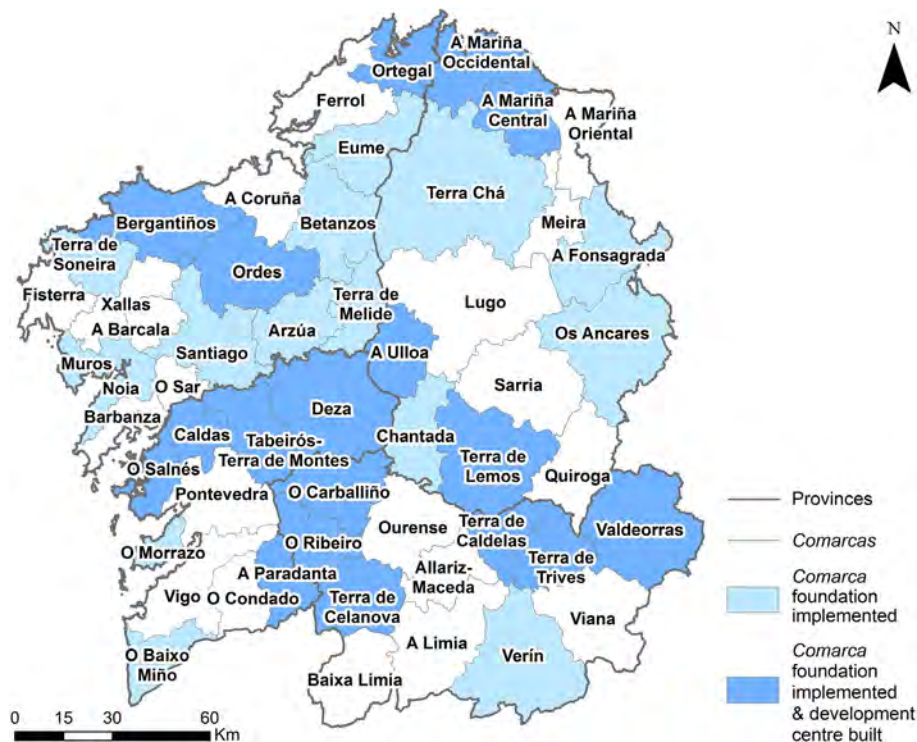 N
A Mariña
Occidental
Ortegal
Ferrol
A Mariña
Central
A Mariña
Oriental
Eume
A Coruña
Terra Chá
Betanzos
Meira
Bergantiños
A Fonsagrada
Terra de
Soneira
Ordes
Fisterra
Xallas
Terra de
Melide
Lugo
A Barcala
Arzúa
Os Ancares
Santiago
A Ulloa
Muros
Sarria
Noia
O Sar
Barbanza
Deza
Caldas
Chantada
Tabeirós-
Terra de Montes
Terra de
Lemos
O Salnés
Quiroga
Pontevedra
O Carballiño
Ourense
Terra de
Caldelas
Valdeorras
O Morrazo
O Ribeiro
Terra de
Trives
A Paradanta
Allariz-
Maceda
Vigo
O Condado
Terra de
Celanova
Viana
A Limia
O Baixo
Miño
Verín
Baixa Limia
Provinces
Comarcas
Comarca
foundation
implemented
Comarca
foundation
implemented
& development
centre built
0 15 30 60
Km